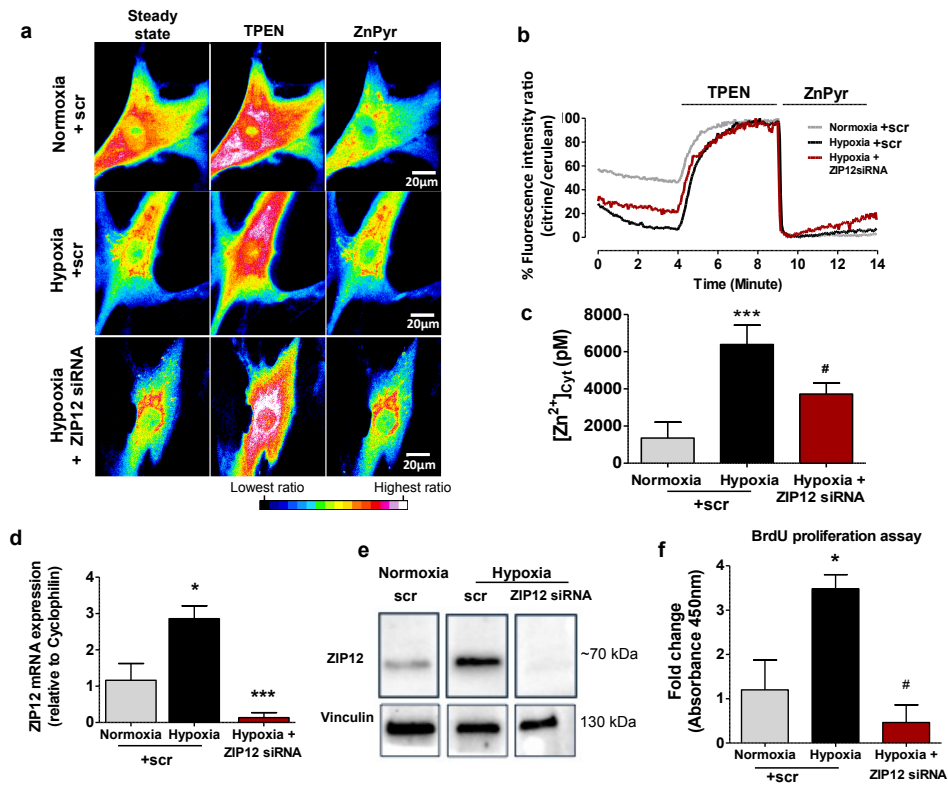 a
Steady
state
TPEN
ZnPyr
Normoxia
+ scr
20µm
Hypoxia
+scr
20µm
Hypooxia
+ ZIP12 siRNA
20µm
Lowest ratio
Highest ratio
b
TPEN
ZnPyr
% Fluorescence intensity ratio
(citrine/cerulean)
100
80
60
40
20
0
0 2 4 6 8 10 12 14
Time (Minute)
Normoxia +scr
Hypoxia +scr
Hypoxia +
ZIP12siRNA
c
[Zn2+]Cyt (pM)
8000
6000
4000
2000
0
***
#
Normoxia
Hypoxia
Hypoxia +
ZIP12 siRNA
+scr
d
ZIP12 mRNA expression
(relative to Cyclophilin)
4
3
2
1
0
*
***
Normoxia
Hypoxia
Hypoxia +
ZIP12 siRNA
+scr
e
Normoxia
Hypoxia
scr
scr
ZIP12 siRNA
ZIP12
~70 kDa
Vinculin
130 kDa
f
BrdU proliferation assay
Fold change
(Absorbance 450nm)
4
3
2
1
0
*
#
Normoxia
Hypoxia
Hypoxia +
ZIP12 siRNA
+scr